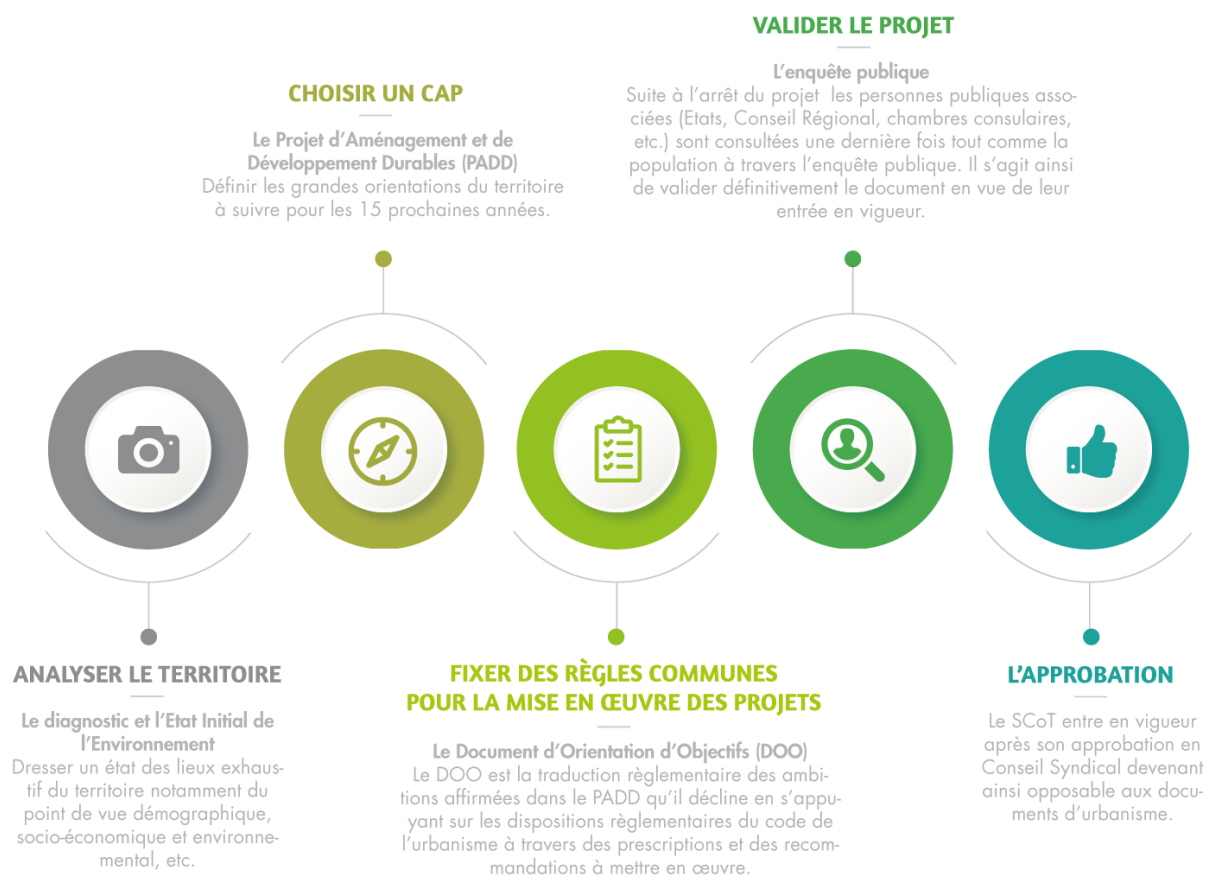 ANALYSER LE TERRITOIRE
Le diagnostic et l'Etat Initial de
l'Environnement
Dresser un état des lieux exhaus-
tif du territoire notamment du
point de vue démographique,
socio-économique et environne-
mental, etc.
CHOISIR UN CAP
Le Projet d'Aménagement et de
Développement Durables (PADD)
Définir les grandes orientations du territoire
à suivre pour les 15 prochaines années.
FIXER DES RÈGLES COMMUNES
POUR LA MISE EN ŒUVRE DES PROJETS
Le Document d'Orientation d'Objectifs (DOO)
Le DOO est la traduction règlementaire des ambi-
tions affirmées dans le PADD qu'il décline en s'appu-
yant sur les dispositions règlementaires du code de
l'urbanisme à travers des prescriptions et des recom-
mandations à mettre en œuvre.
VALIDER LE PROJET
L'enquête publique
Suite à l'arrêt du projet les personnes publiques asso-
ciées (Etats, Conseil Régional, chambres consulaires,
etc.) sont consultées une dernière fois tout comme la
population à travers l'enquête publique. Il s'agit ainsi
de valider définitivement le document en vue de leur
entrée en vigueur.
L'APPROBATION
Le SCoT entre en vigueur
après son approbation en
Conseil Syndical devenant
ainsi opposable aux docu-
ments d'urbanisme.